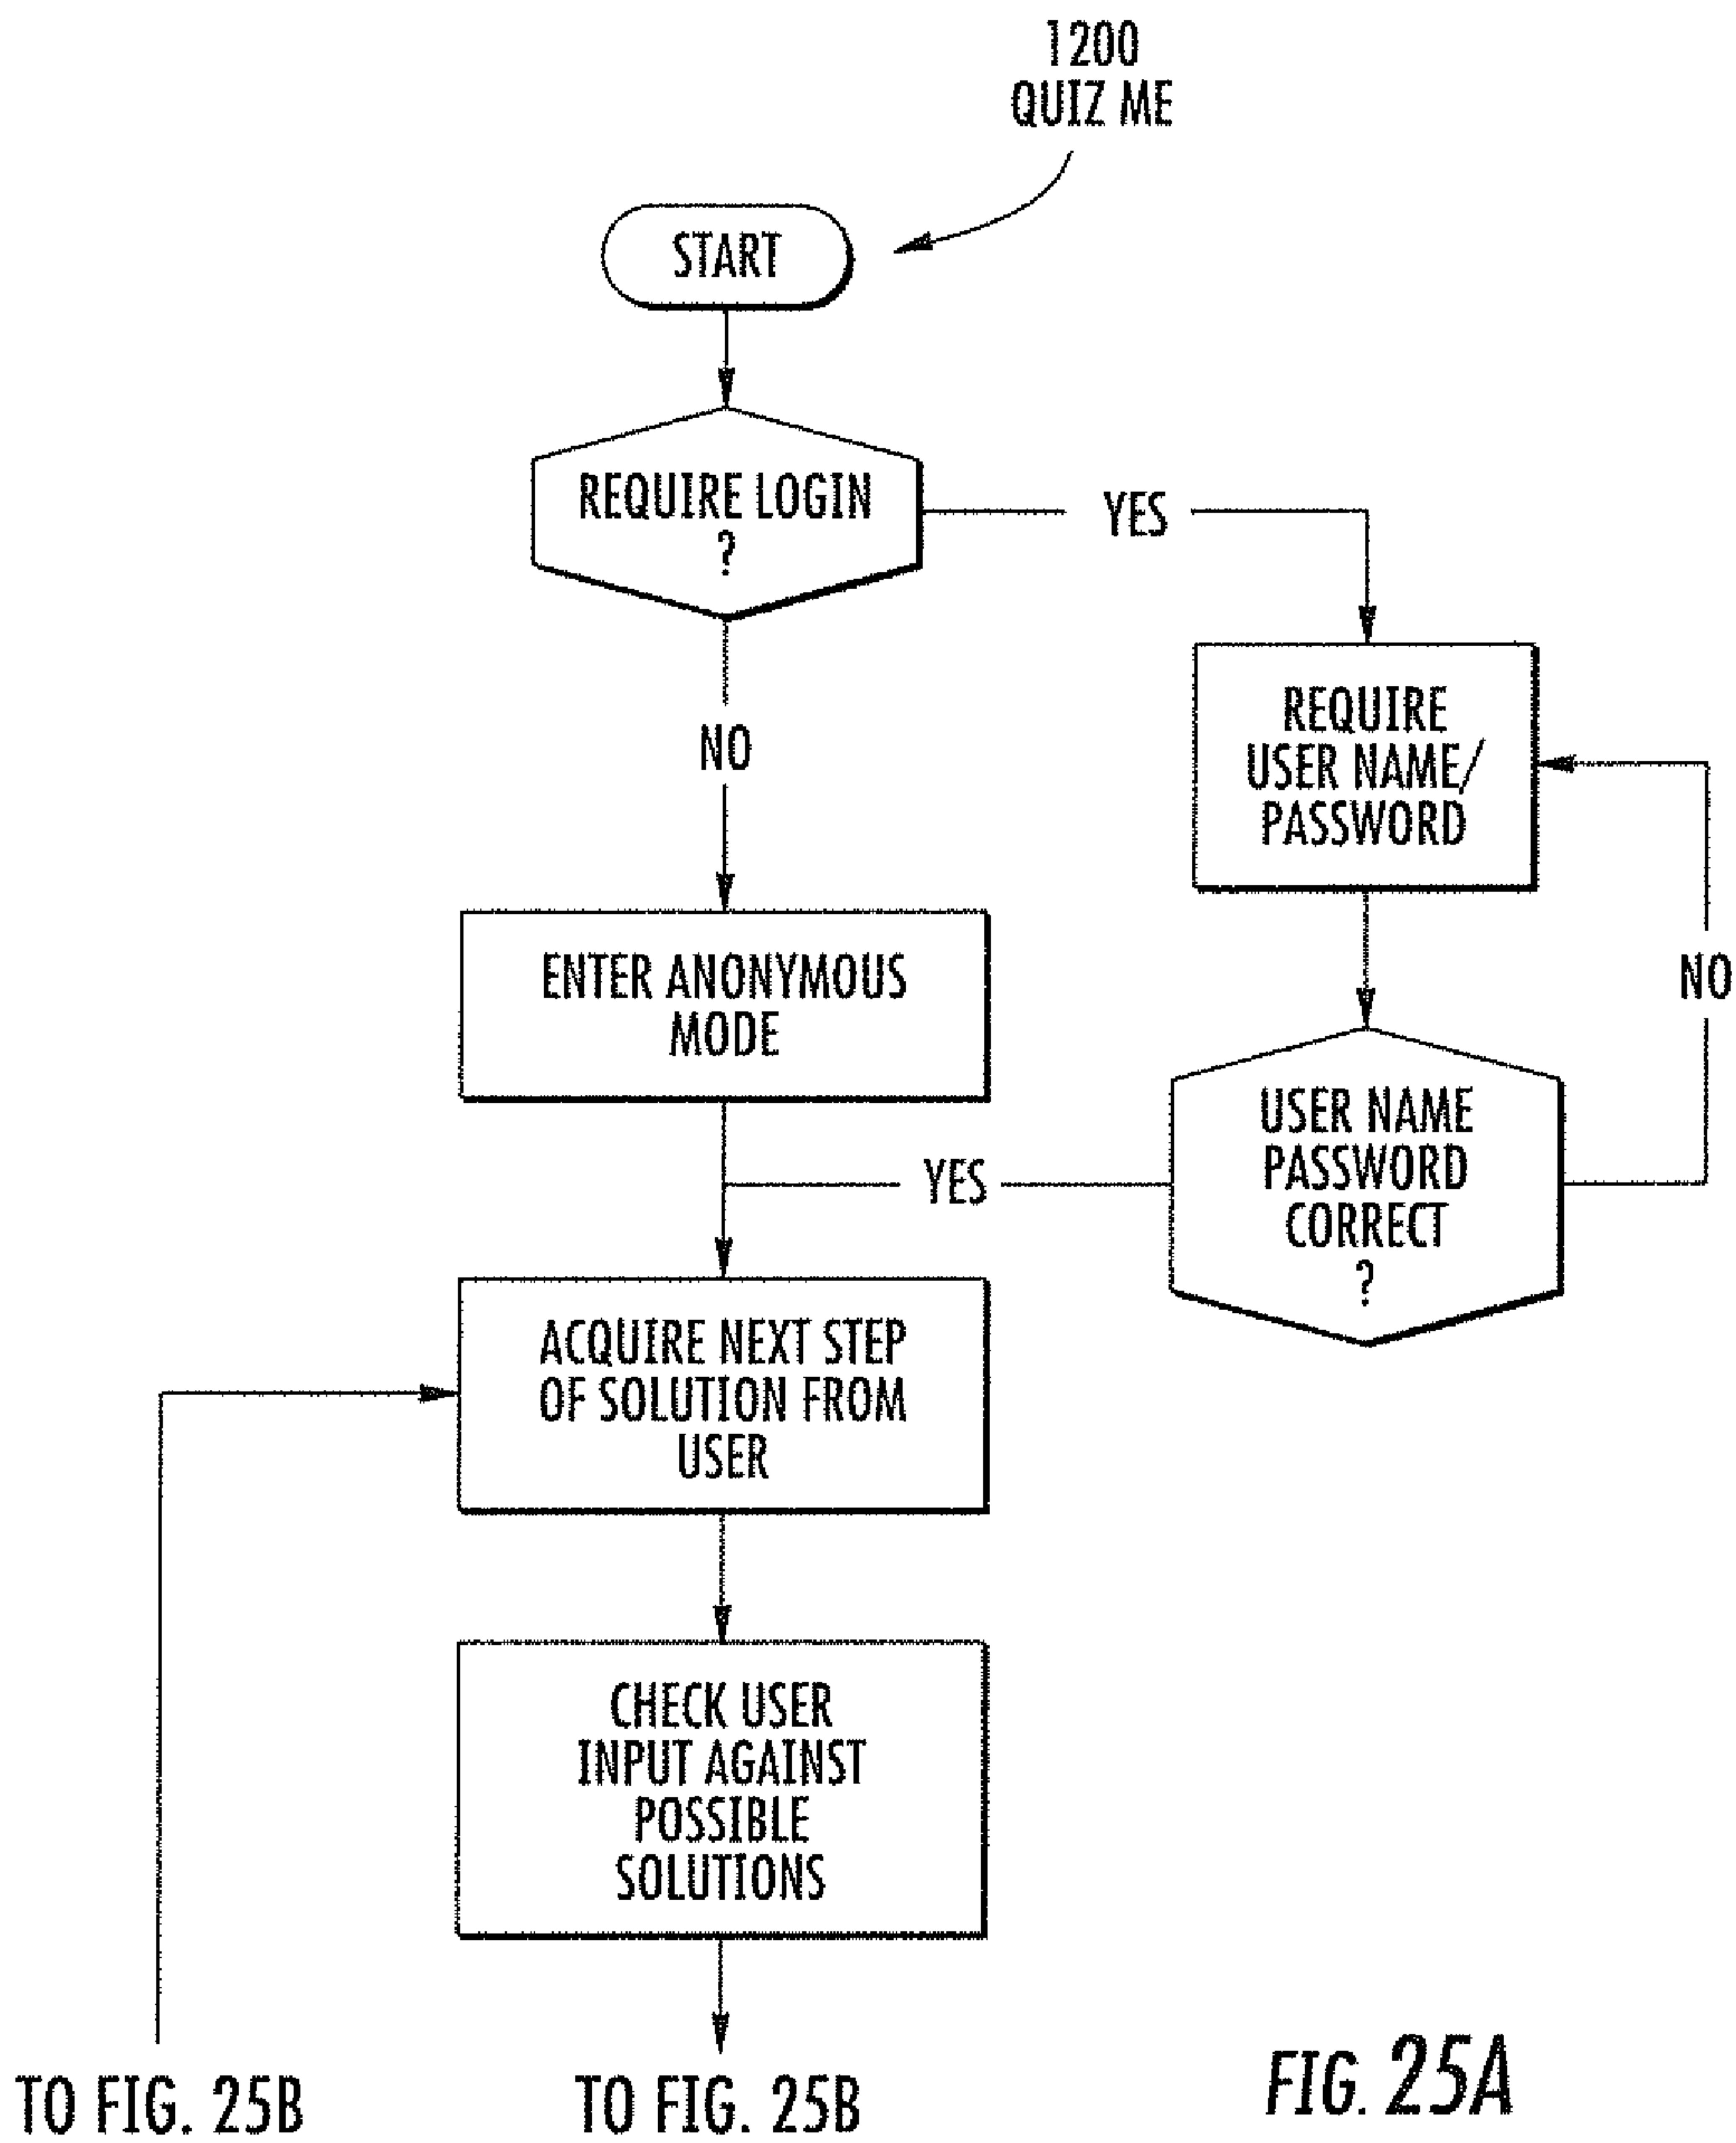 1200
QUIZ ME
START
REQUIRE LOGIN
?
YES
NO
REQUIRE
USER NAME/
PASSWORD
NO
ENTER ANONYMOUS
MODE
USER NAME
PASSWORD
CORRECT
?
YES
ACQUIRE NEXT STEP
OF SOLUTION FROM
USER
CHECK USER
INPUT AGAINST
POSSIBLE
SOLUTIONS
TO FIG. 25B
TO FIG. 25B
FIG. 25A